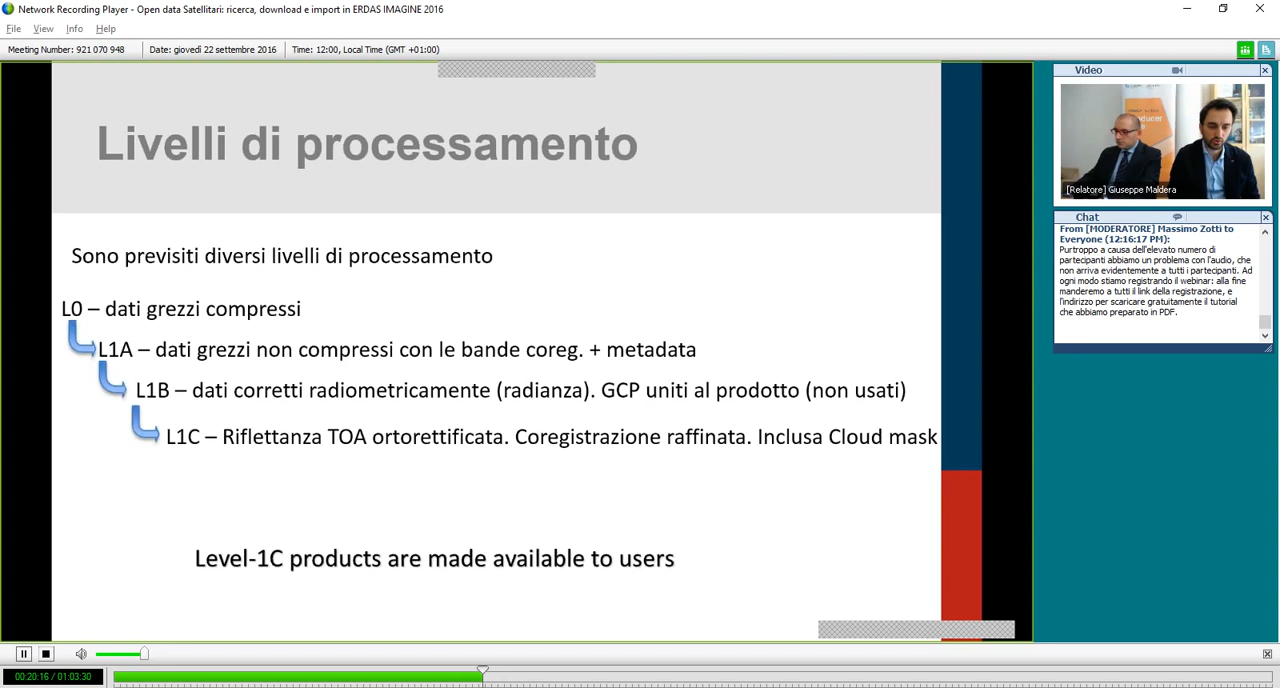 Network Recording Player - Open data Satellitari: ricerca, download e import in ERDAS IMAGINE 2016
File View Info Help
Meeting Number: 921 070 948 Date: giovedì 22 settembre 2016 Time: 12:00, Local Time (GMT +01:00)
Livelli di processamento
Sono previsiti diversi livelli di processamento
L0 – dati grezzi compressi
L1A – dati grezzi non compressi con le bande coreg. + metadata
L1B – dati corretti radiometricamente (radianza). GCP uniti al prodotto (non usati)
L1C – Riflettanza TOA ortorettificata. Coregistrazione raffinata. Inclusa Cloud mask
Level-1C products are made available to users
Video
[Relatore] Giuseppe Maldera
Chat
From [MODERATORE] Massimo Zotti to
Everyone (12:16:17 PM):
Purtroppo a causa dell'elevato numero di
partecipanti abbiamo un problema con l'audio, che
non arriva evidentemente a tutti i partecipanti. Ad
ogni modo stiamo registrando il webinar: alla fine
manderemo a tutti il link della registrazione, e
l'indirizzo per scaricare gratuitamente il tutorial
che abbiamo preparato in PDF.
00:20:16 / 01:03:30